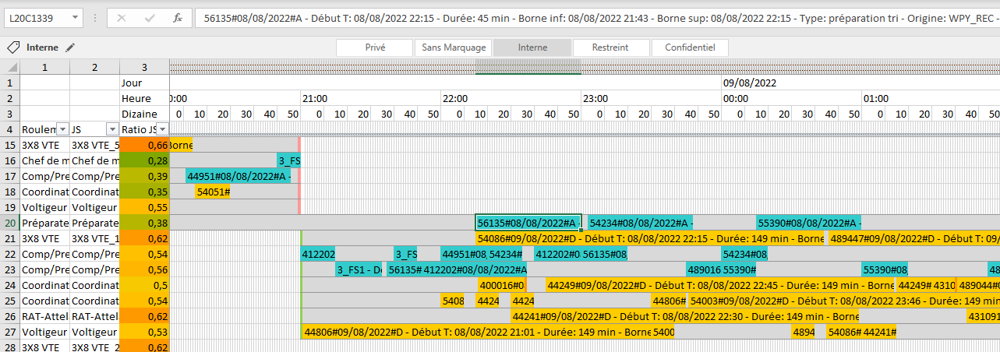 L20C1339 fx 56135#08/08/2022#A - Début T: 08/08/2022 22:15 - Durée: 45 min - Borne inf: 08/08/2022 21:43 - Borne sup: 08/08/2022 22:15 - Type: préparation tri - Origine: WPY_REC -
Interne Privé Sans Marquage Interne Restreint Confidentiel
1 2 3
1 Jour 09/08/2022
2 Heure 0:00 21:00 22:00 23:00 00:00 01:00
3 Dizaine 0 10 20 30 40 50 0 10 20 30 40 50 0 10 20 30 40 50 0 10 20 30 40 50 0 10 20 30 40 50 0 10 20 30 40 50
4 Roulem JS Ratio JS
15 3X8 VTE 3X8 VTE_5 0,66 Borne
16 Chef de m Chef de m 0,28 3_FS
17 Comp/Pre Comp/Pre 0,39 44951#08/08/2022#A -
18 Coordinat Coordinat 0,35 54051#
19 Voltigeur Voltigeur 0,55
20 Préparate Préparate 0,38 56135#08/08/2022#A - 54234#08/08/2022#A - 55390#08/08/2022#A -
21 3X8 VTE 3X8 VTE_1 0,62 54086#09/08/2022#D - Début T: 08/08/2022 22:15 - Durée: 149 min - Borne 489447#09/08/2022#D - Début T: 09/
22 Comp/Pre Comp/Pre 0,54 412202 3_FS 44951#08, 54234# 412202#0 56135#08, 54234#08,
23 Comp/Pre Comp/Pre 0,56 3_FS1 - D 56135# 412202#08/08/2022#A 489016 55390# 55390#08, 48
24 Coordinat Coordinat 0,5 400016#0 44249#09/08/2022#D - Début T: 08/08/2022 22:45 - Durée: 149 min - Borne 44249# 4310 489044#0
25 Coordinat Coordinat 0,54 5408 4424 4424 44806# 54003#09/08/2022#D - Début T: 08/08/2022 23:46 - Durée: 149 min
26 RAT-Attel RAT-Attel 0,62 44241#09/08/2022#D - Début T: 08/08/2022 22:30 - Durée: 149 min - Borne 431091
27 Voltigeur Voltigeur 0,53 44806#09/08/2022#D - Début T: 08/08/2022 21:01 - Durée: 149 min - Borne 5400 4894 54086# 44241#
28 3X8 VTE 3X8 VTE_2 0,62